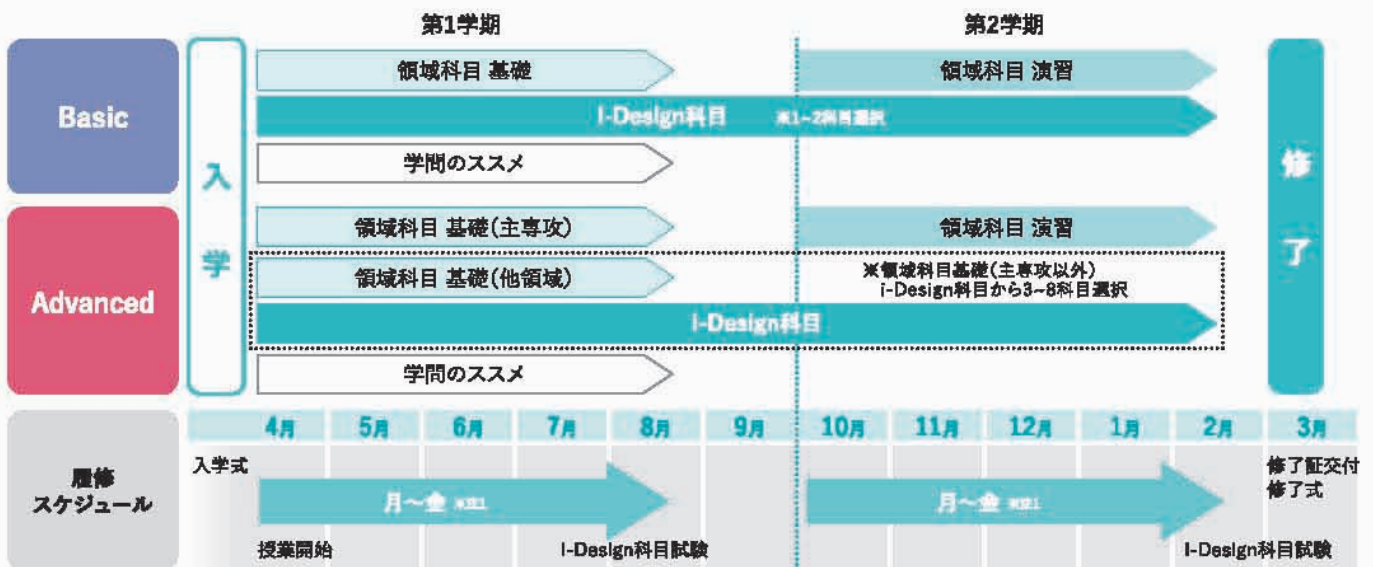 第1学期
第2学期
Basic
入学
領域科目 基礎
領域科目 演習
i-Design科目 ※1~2科目選択
学問のススメ
修了
Advanced
領域科目 基礎(主専攻)
領域科目 演習
領域科目 基礎(他領域)
※領域科目基礎(主専攻以外)
i-Design科目から3~8科目選択
i-Design科目
学問のススメ
4月 5月 6月 7月 8月 9月 10月 11月 12月 1月 2月 3月
履修
スケジュール
入学式
月～金
月～金
修了証交付
修了式
授業開始
i-Design科目試験
i-Design科目試験